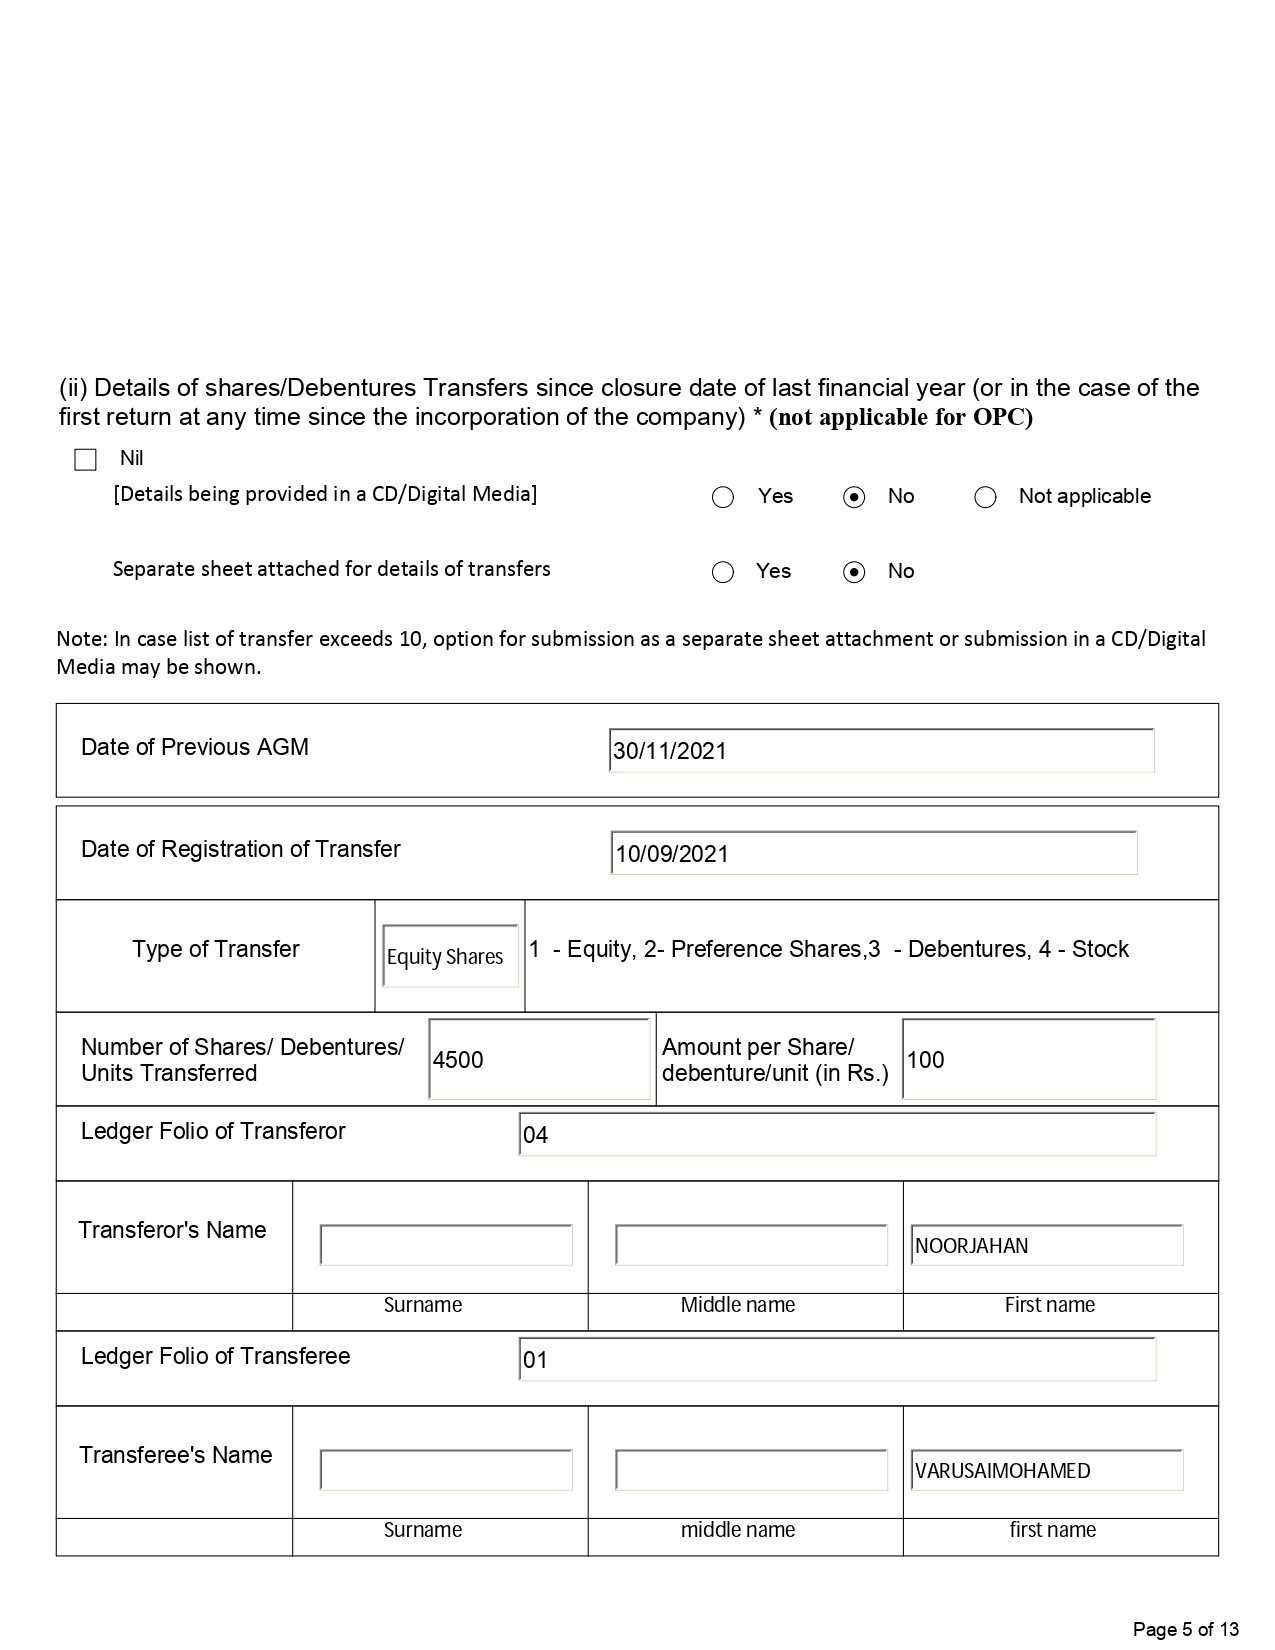 (ii) Details of shares/Debentures Transfers since closure date of last financial year (or in the case of the
first return at any time since the incorporation of the company) * (not applicable for OPC)
Nil
[Details being provided in a CD/Digital Media] Yes No Not applicable
Separate sheet attached for details of transfers Yes No
Note: In case list of transfer exceeds 10, option for submission as a separate sheet attachment or submission in a CD/Digital
Media may be shown.
Date of Previous AGM 30/11/2021
Date of Registration of Transfer 10/09/2021
Type of Transfer Equity Shares 1 - Equity, 2- Preference Shares,3 - Debentures, 4 - Stock
Number of Shares/ Debentures/
Units Transferred
4500
Amount per Share/
debenture/unit (in Rs.)
100
Ledger Folio of Transferor 04
Transferor's Name NOORJAHAN
Surname Middle name First name
Ledger Folio of Transferee 01
Transferee's Name VARUSAIMOHAMED
Surname middle name first name
Page 5 of 13